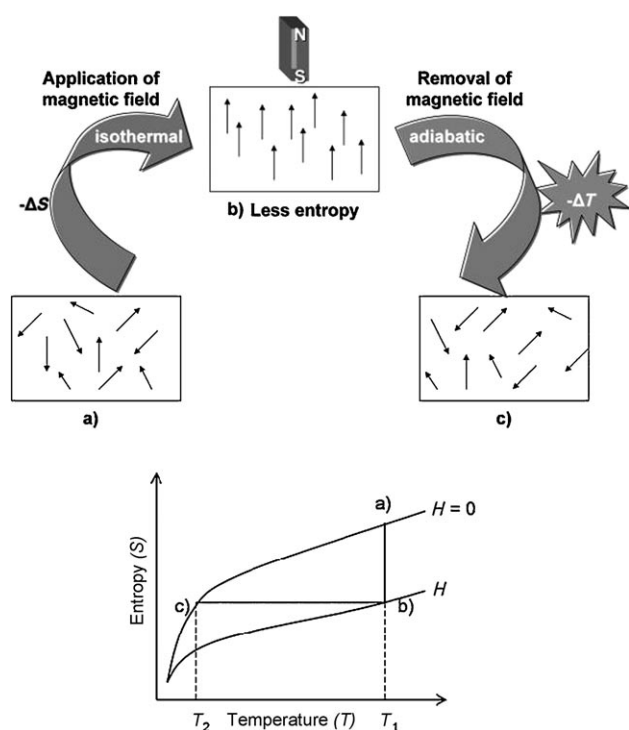 N
S
Application of
magnetic field
isothermal
-ΔS
Removal of
magnetic field
adiabatic
-ΔT
b) Less entropy
a)
c)
Entropy (S)
a)
H = 0
H
c)
b)
T2
Temperature (T)
T1